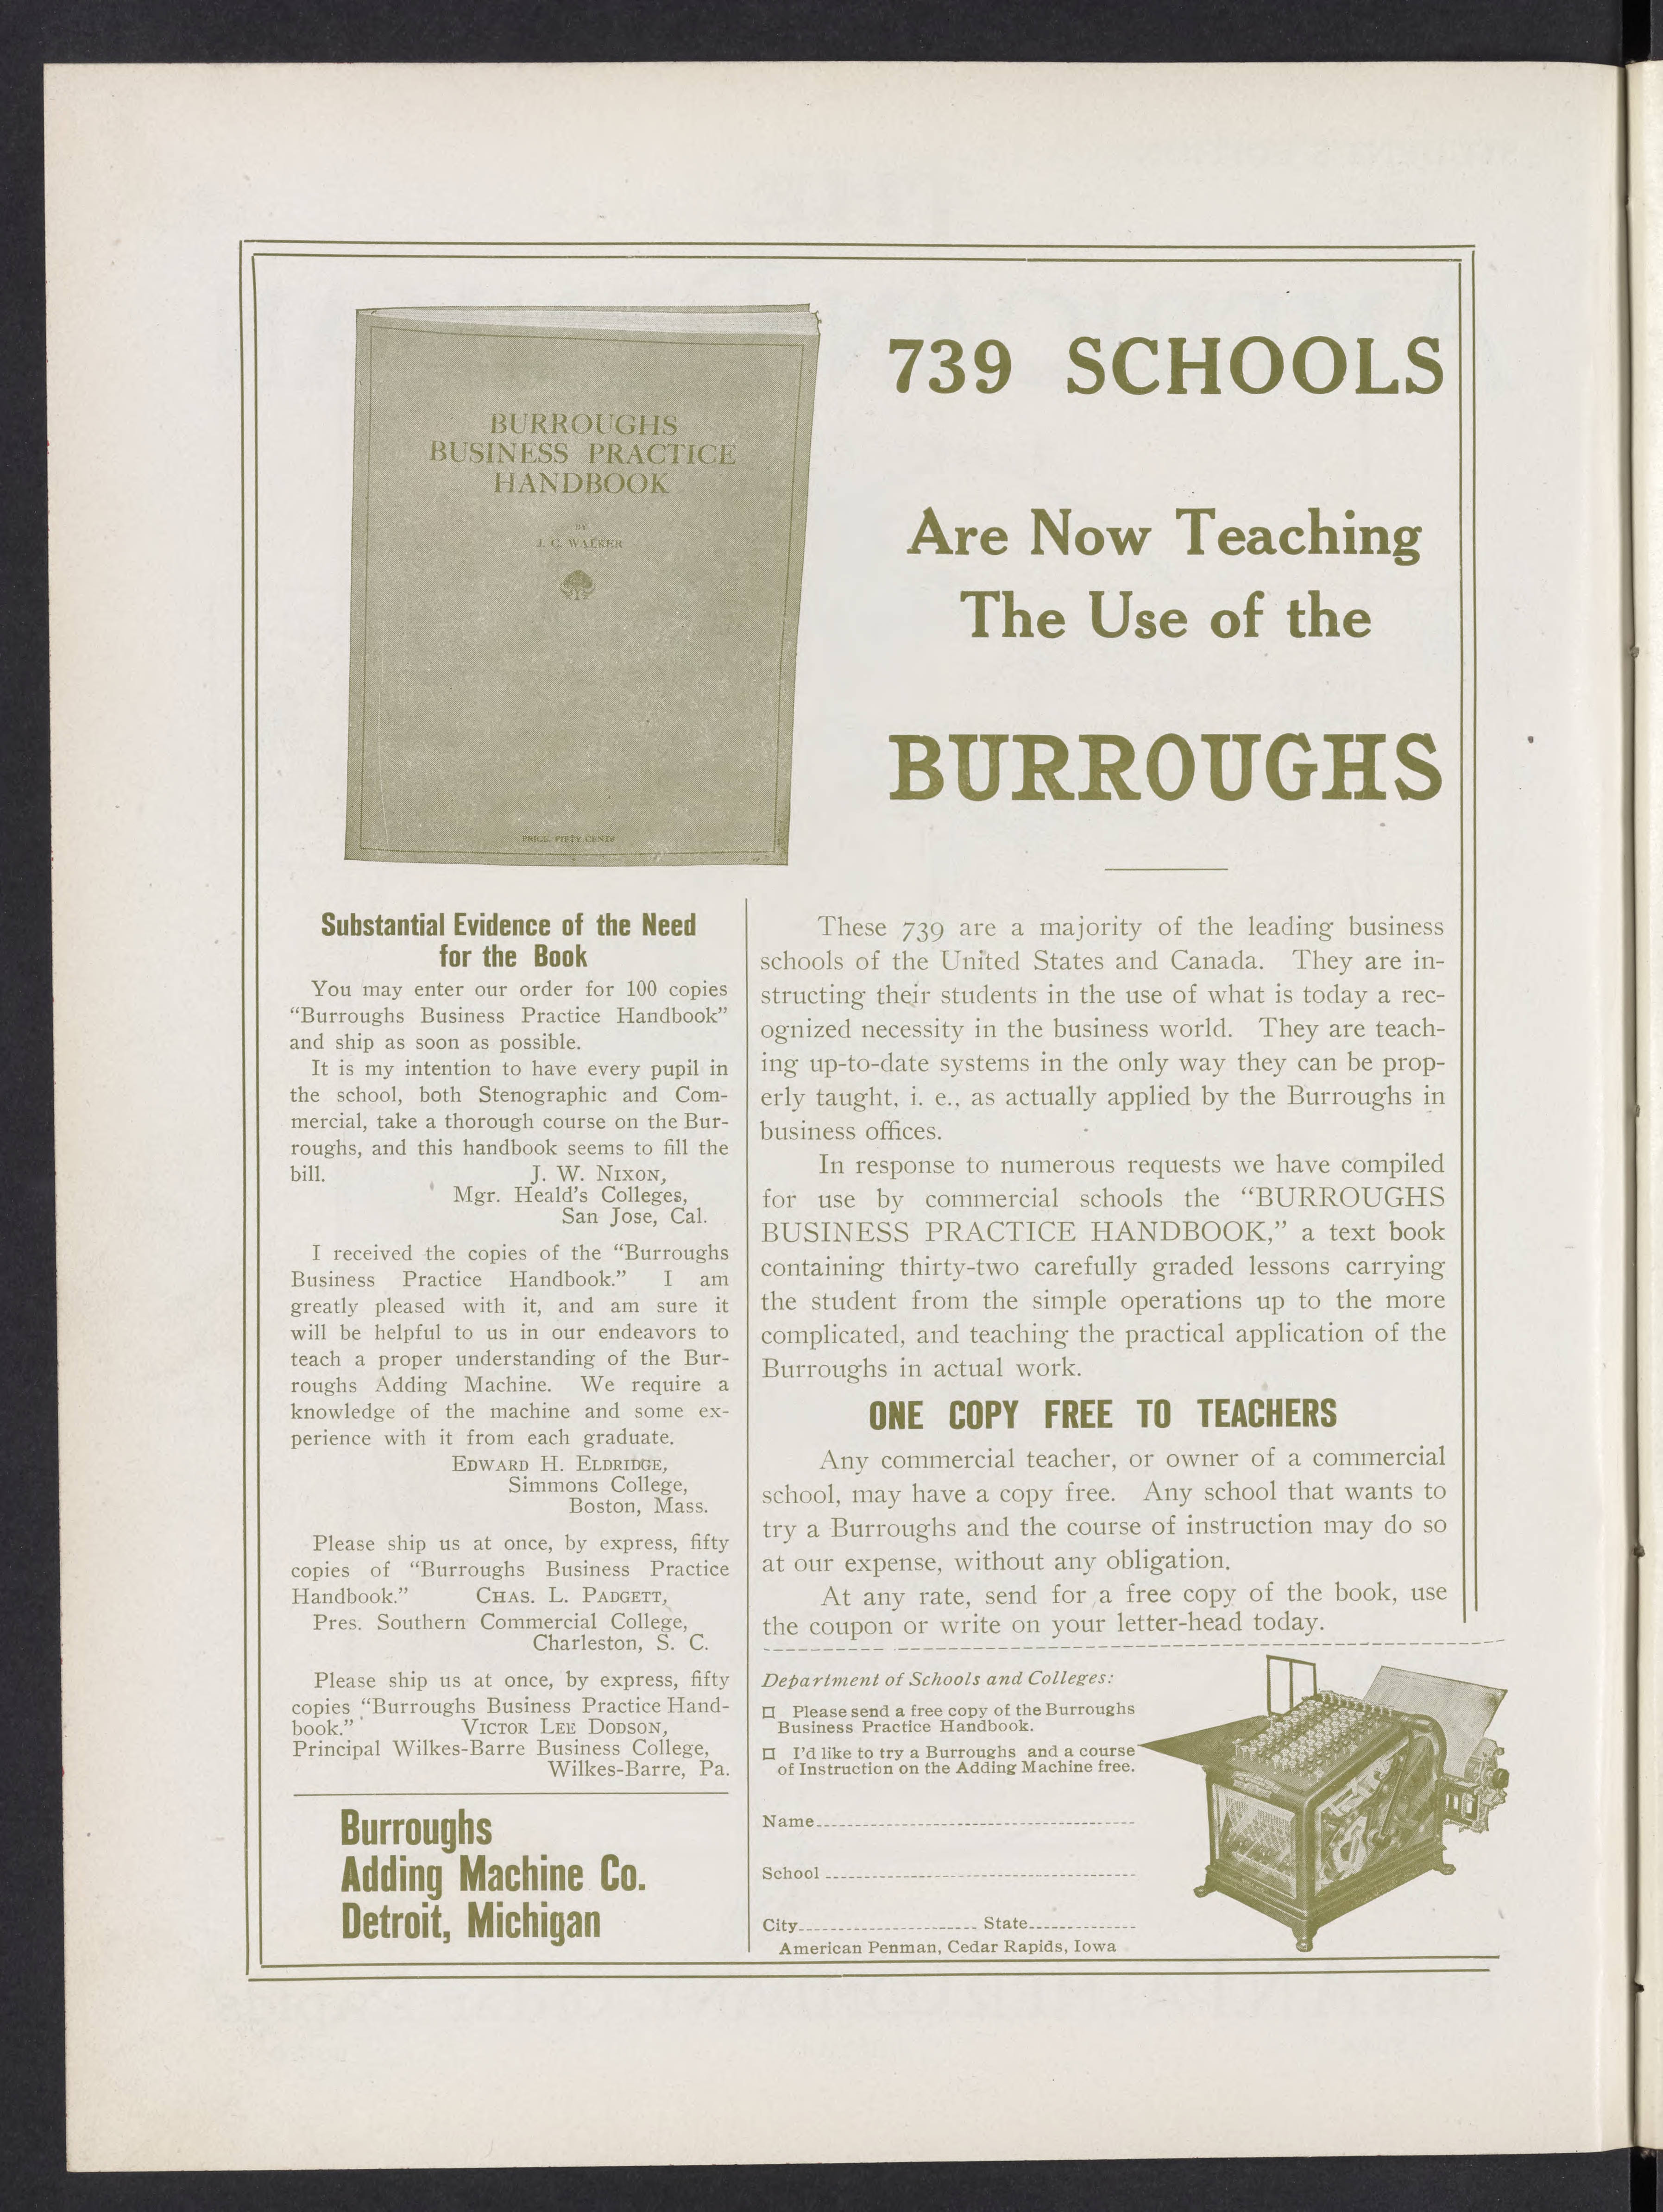 BURROUGHS
BUSINESS PRACTICE
HANDBOOK
BY
J. C. WALKER
PRICE FIFTY CENTS
739 SCHOOLS
Are Now Teaching
The Use of the
BURROUGHS
Substantial Evidence of the Need
for the Book
You may enter our order for 100 copies
“Burroughs Business Practice Handbook”
and ship as soon as possible.
It is my intention to have every pupil in
the school, both Stenographic and Com-
mercial, take a thorough course on the Bur-
roughs, and this handbook seems to fill the
bill. J. W. NIXON,
Mgr. Heald’s Colleges,
San Jose, Cal.
I received the copies of the “Burroughs
Business Practice Handbook.” I am
greatly pleased with it, and am sure it
will be helpful to us in our endeavors to
teach a proper understanding of the Bur-
roughs Adding Machine. We require a
knowledge of the machine and some ex-
perience with it from each graduate.
EDWARD H. ELDRIDGE,
Simmons College,
Boston, Mass.
Please ship us at once, by express, fifty
copies of “Burroughs Business Practice
Handbook.” CHAS. L. PADGETT,
Pres. Southern Commercial College,
Charleston, S. C.
Please ship us at once, by express, fifty
copies “Burroughs Business Practice Hand-
book.” VICTOR LEE DODSON,
Principal Wilkes-Barre Business College,
Wilkes-Barre, Pa.
Burroughs
Adding Machine Co.
Detroit, Michigan
These 739 are a majority of the leading business
schools of the United States and Canada. They are in-
structing their students in the use of what is today a rec-
ognized necessity in the business world. They are teach-
ing up-to-date systems in the only way they can be prop-
erly taught, i. e., as actually applied by the Burroughs in
business offices.
In response to numerous requests we have compiled
for use by commercial schools the “BURROUGHS
BUSINESS PRACTICE HANDBOOK,” a text book
containing thirty-two carefully graded lessons carrying
the student from the simple operations up to the more
complicated, and teaching the practical application of the
Burroughs in actual work.
ONE COPY FREE TO TEACHERS
Any commercial teacher, or owner of a commercial
school, may have a copy free. Any school that wants to
try a Burroughs and the course of instruction may do so
at our expense, without any obligation.
At any rate, send for a free copy of the book, use
the coupon or write on your letter-head today.
Department of Schools and Colleges:
Please send a free copy of the Burroughs
Business Practice Handbook.
I’d like to try a Burroughs and a course
of Instruction on the Adding Machine free.
Name
School
City State
American Penman, Cedar Rapids, Iowa